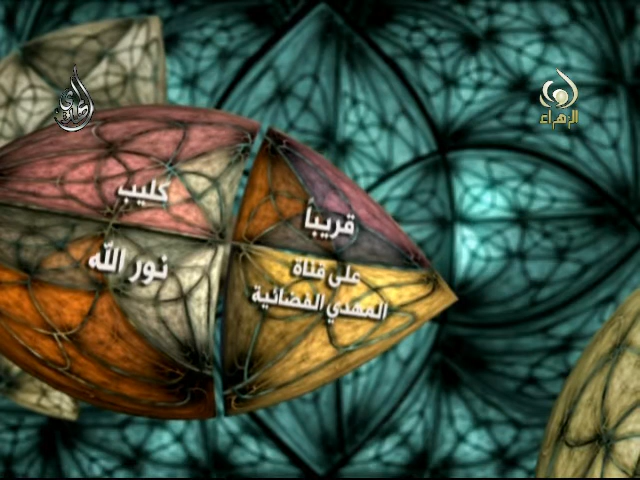 الزهراء
كليب
نور الله
قريباً
على قناة
المهدي الفضائية